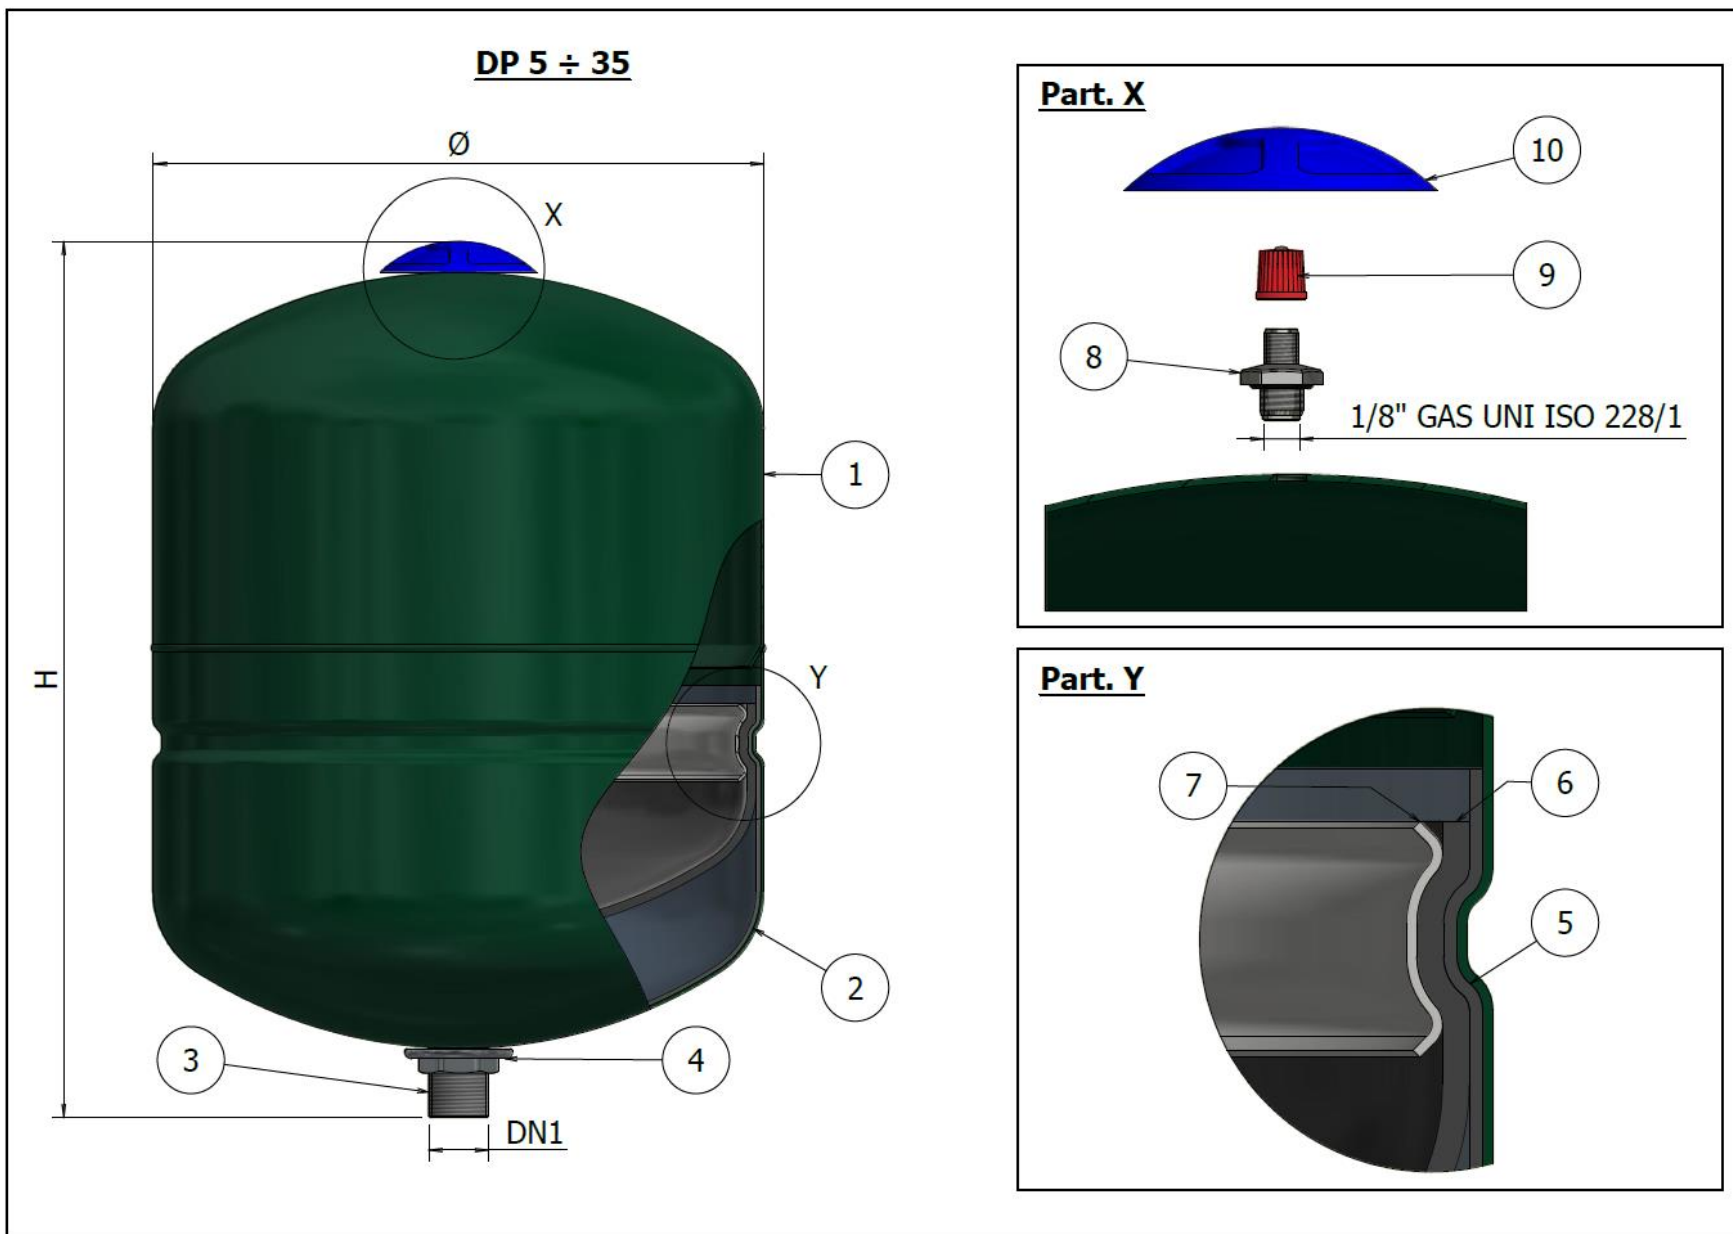 DP 5 ÷ 35
Ø
X
H
1
Y
2
3
4
DN1
Part. X
10
9
8
1/8" GAS UNI ISO 228/1
Part. Y
7
6
5